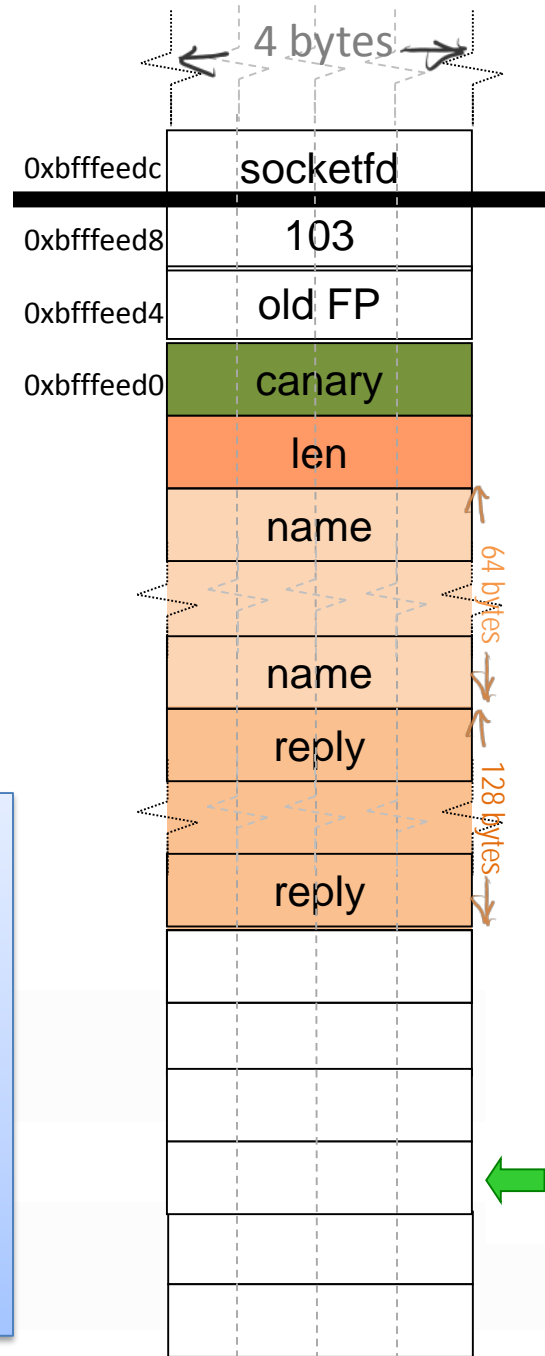 4 bytes
0xbfffeedc socketfd
0xbfffeed8 103
0xbfffeed4 old FP
0xbfffeed0 canary
len
name
64 bytes
name
reply
128 bytes
reply